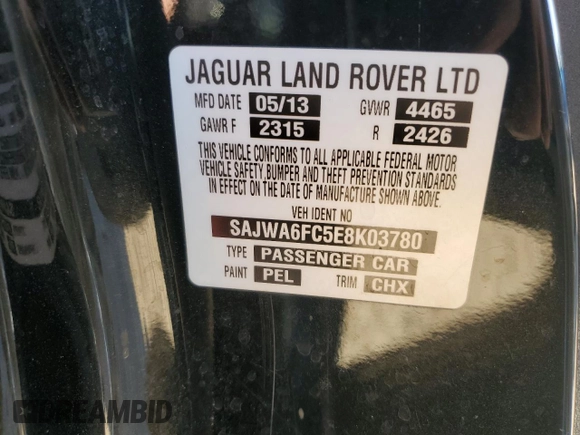 JAGUAR LAND ROVER LTD
MFD DATE 05/13 GVWR 4465
GAWR F 2315 R 2426
THIS VEHICLE CONFORMS TO ALL APPLICABLE FEDERAL MOTOR
VEHICLE SAFETY,BUMPER AND THEFT PREVENTION STANDARDS
IN EFFECT ON THE DATE OF MANUFACTURE SHOWN ABOVE.
VEH IDENT NO
SAJWA6FC5E8K03780
TYPE PASSENGER CAR
PAINT PEL TRIM CHX
DREAMBID